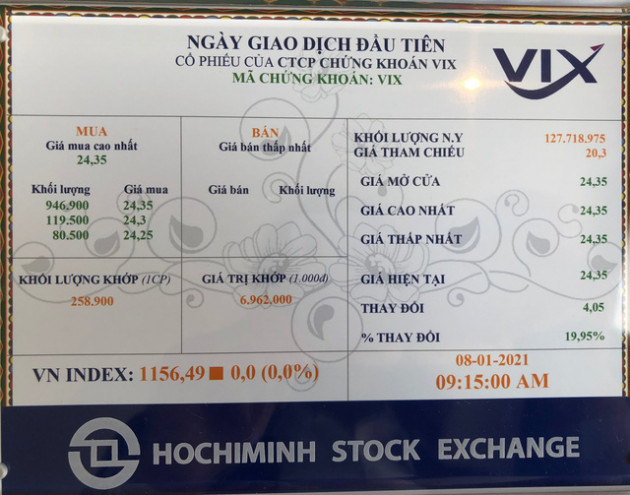 NGÀY GIAO DỊCH ĐẦU TIÊN
CỔ PHIẾU CỦA CTCP CHỨNG KHOÁN VIX
MÃ CHỨNG KHOÁN: VIX
VIX
MUA
Giá mua cao nhất
24,35
Khối lượng Giá mua
946,900 24,35
119.500 24,3
80.500 24,25
BÁN
Giá bán thấp nhất
Giá bán Khối lượng
KHỐI LƯỢNG N.Y 127.718.975
GIÁ THAM CHIẾU 20,3
GIÁ MỞ CỬA 24,35
GIÁ CAO NHẤT 24,35
GIÁ THẤP NHẤT 24,35
GIÁ HIỆN TẠI 24,35
THAY ĐỔI 4,05
% THAY ĐỔI 19,95%
KHỐI LƯỢNG KHỚP (1CP)
258.900
GIÁ TRỊ KHỚP (1.000đ)
6.962,000
VN INDEX: 1156,49 ■ 0,0 (0,0%)
08-01-2021
09:15:00 AM
HOCHIMINH STOCK EXCHANGE